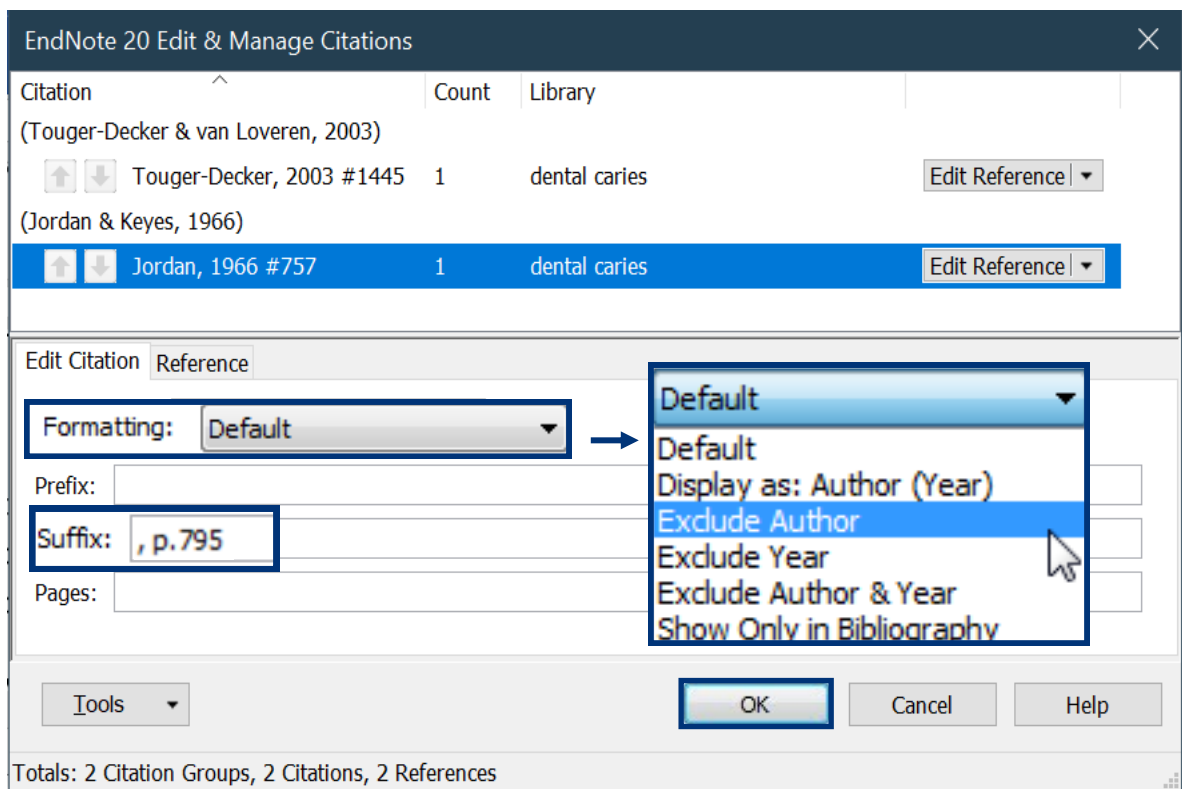 EndNote 20 Edit & Manage Citations
Citation Count Library
(Touger-Decker & van Loveren, 2003)
Touger-Decker, 2003 #1445 1 dental caries Edit Reference
(Jordan & Keyes, 1966)
Jordan, 1966 #757 1 dental caries Edit Reference
Edit Citation Reference
Formatting: Default
Prefix:
Suffix: , p.795
Pages:
Default
Default
Display as: Author (Year)
Exclude Author
Exclude Year
Exclude Author & Year
Show Only in Bibliography
Tools OK Cancel Help
Totals: 2 Citation Groups, 2 Citations, 2 References